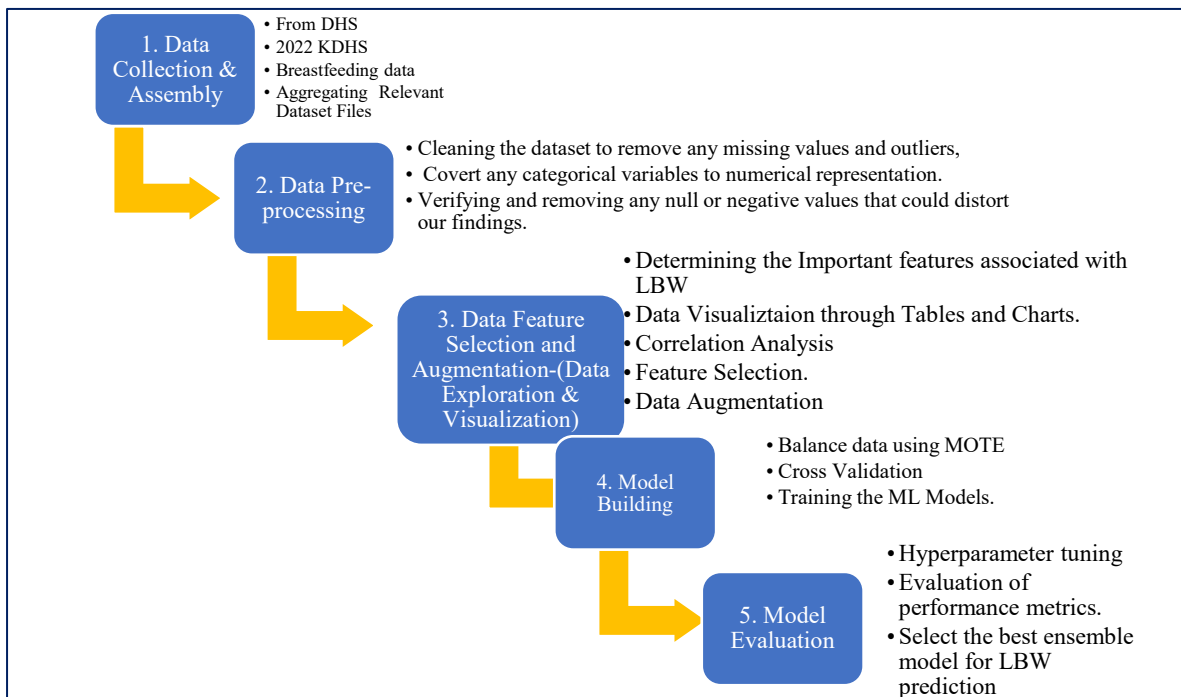 1. Data
Collection &
Assembly
• From DHS
• 2022 KDHS
• Breastfeeding data
• Aggregating Relevant
Dataset Files
2. Data Pre-
processing
• Cleaning the dataset to remove any missing values and outliers,
• Covert any categorical variables to numerical representation.
• Verifying and removing any null or negative values that could distort
our findings.
3. Data Feature
Selection and
Augmentation-(Data
Exploration &
Visualization)
• Determining the Important features associated with
LBW
• Data Visualiztaion through Tables and Charts.
• Correlation Analysis
• Feature Selection.
• Data Augmentation
4. Model
Building
• Balance data using MOTE
• Cross Validation
• Training the ML Models.
5. Model
Evaluation
• Hyperparameter tuning
• Evaluation of
performance metrics.
• Select the best ensemble
model for LBW
prediction